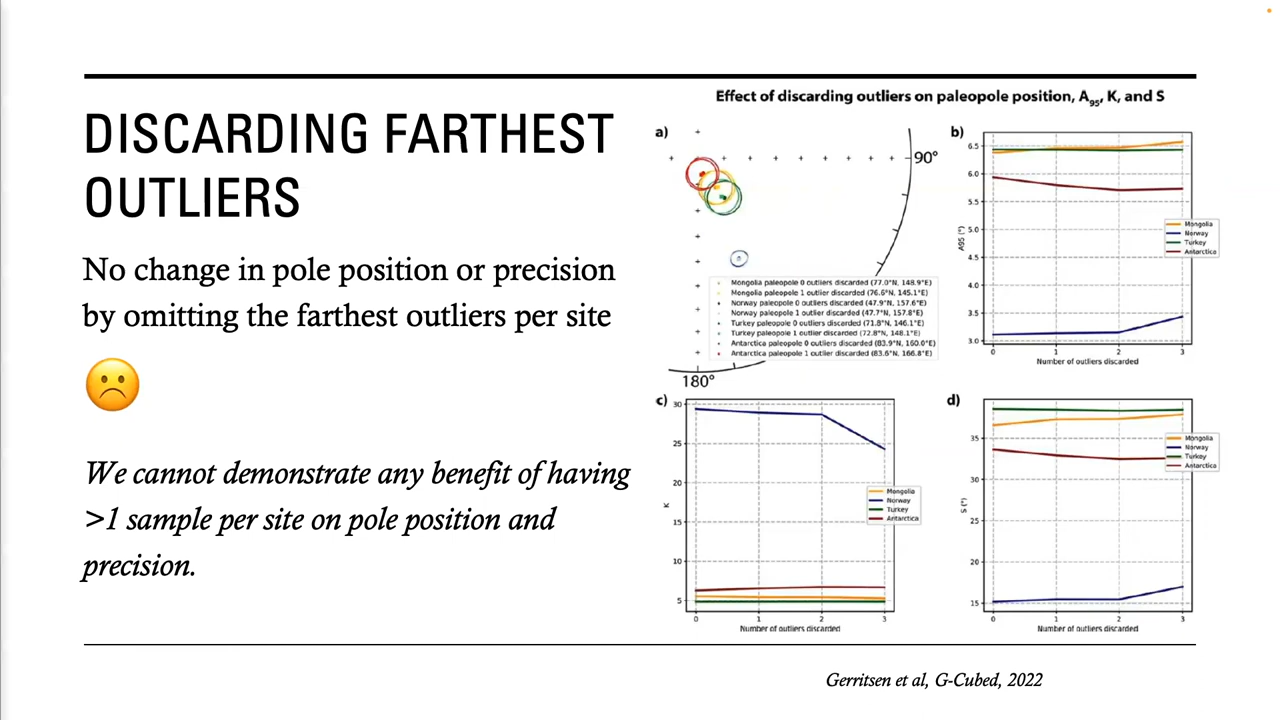 DISCARDING FARTHEST
OUTLIERS
No change in pole position or precision
by omitting the farthest outliers per site
We cannot demonstrate any benefit of having
>1 sample per site on pole position and
precision.
Effect of discarding outliers on paleopole position, A95, K, and S
a)
90°
180°
Mongolia paleopole 0 outliers discarded (77.0°N, 148.9°E)
Mongolia paleopole 1 outlier discarded (76.6°N, 145.1°E)
Norway paleopole 0 outliers discarded (47.9°N, 157.6°E)
Norway paleopole 1 outlier discarded (47.7°N, 157.8°E)
Turkey paleopole 0 outliers discarded (71.8°N, 146.1°E)
Turkey paleopole 1 outlier discarded (72.8°N, 148.1°E)
Antarctica paleopole 0 outliers discarded (83.9°N, 160.0°E)
Antarctica paleopole 1 outlier discarded (83.6°N, 166.8°E)
b)
6.5
6.0
5.5
5.0
4.5
4.0
3.5
3.0
A95 (°)
0 1 2 3
Number of outliers discarded
Mongolia
Norway
Turkey
Antarctica
c)
30
25
20
15
10
5
K
0 1 2 3
Number of outliers discarded
Mongolia
Norway
Turkey
Antarctica
d)
35
30
25
20
15
S (°)
0 1 2 3
Number of outliers discarded
Mongolia
Norway
Turkey
Antarctica
Gerritsen et al, G-Cubed, 2022